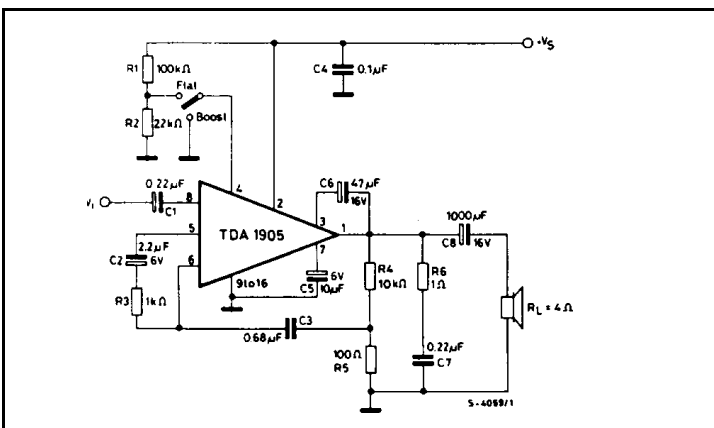 +VS
R1
100kΩ
C4
0.1µF
Flat
Boost
R2
22kΩ
0.22µF
Vi
C1
8
4
2
C6
47µF
16V
3
1
TDA 1905
5
7
6
2.2µF
6V
C2
9to16
6V
10µF
C5
R3
1kΩ
C3
0.68µF
R4
10kΩ
R6
1Ω
1000µF
C8
16V
RL=4Ω
100Ω
R5
0.22µF
C7
S-4059/1